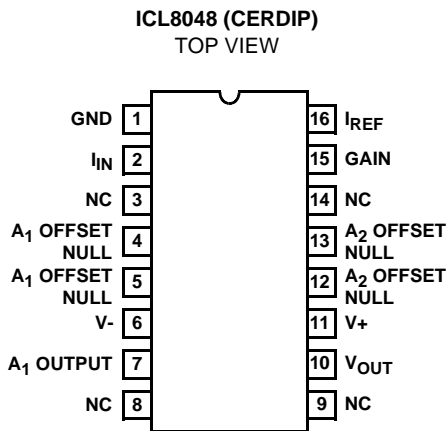 ICL8048 (CERDIP)
TOP VIEW
GND 1
IIN 2
NC 3
A1 OFFSET
NULL 4
A1 OFFSET
NULL 5
V- 6
A1 OUTPUT 7
NC 8
16 IREF
15 GAIN
14 NC
13 A2 OFFSET
NULL
12 A2 OFFSET
NULL
11 V+
10 VOUT
9 NC